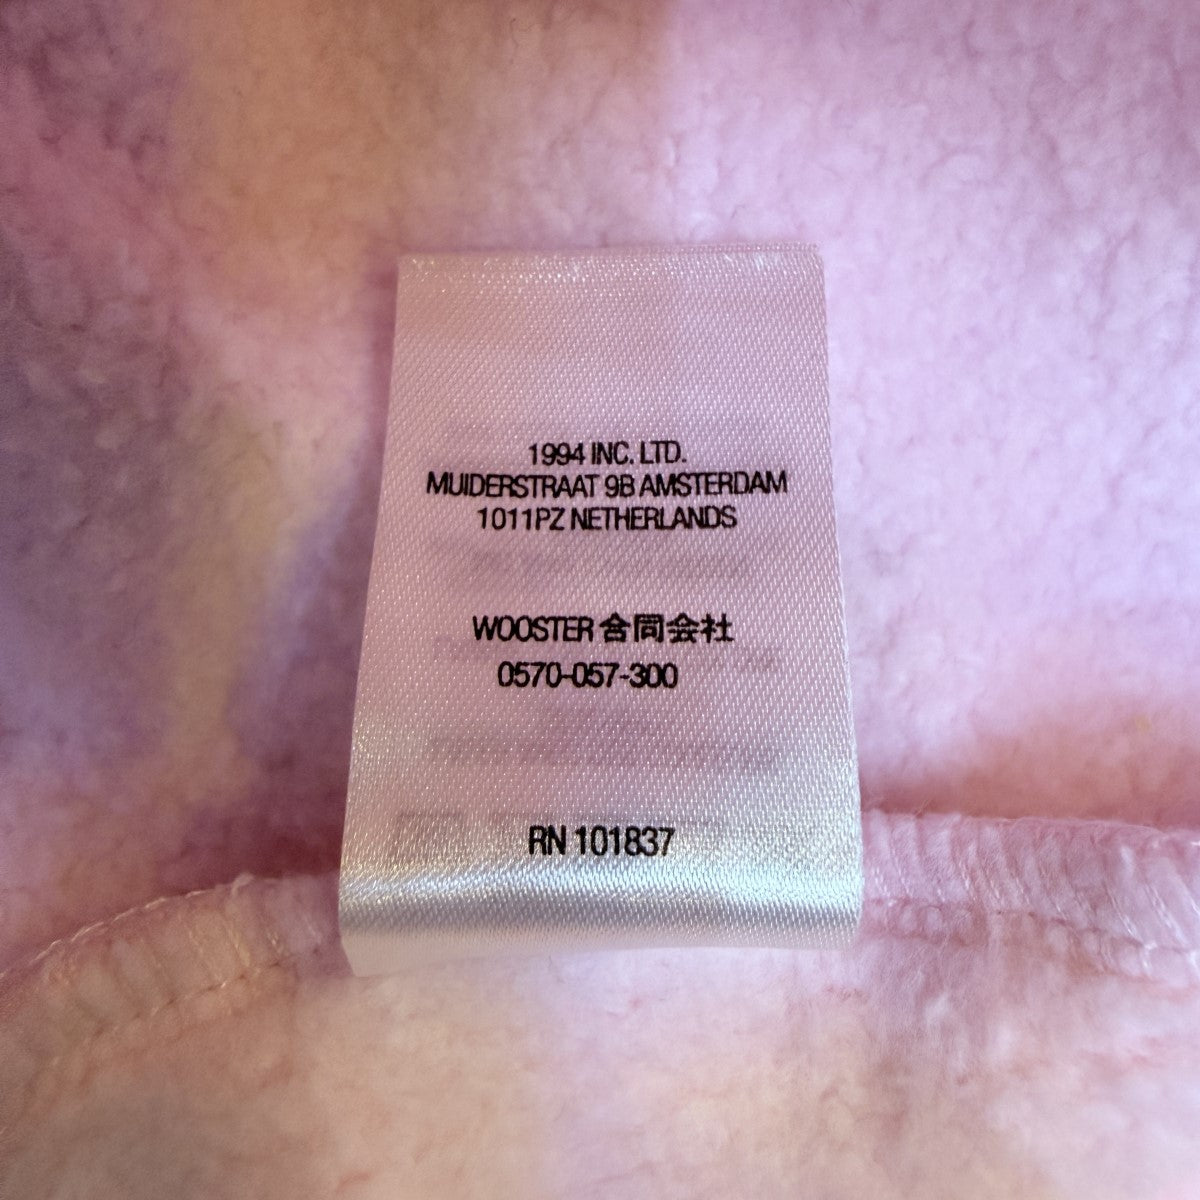 1994 INC. LTD.
MUIDERSTRAAT 9B AMSTERDAM
1011PZ NETHERLANDS
WOOSTER 合同会社
0570-057-300
RN 101837